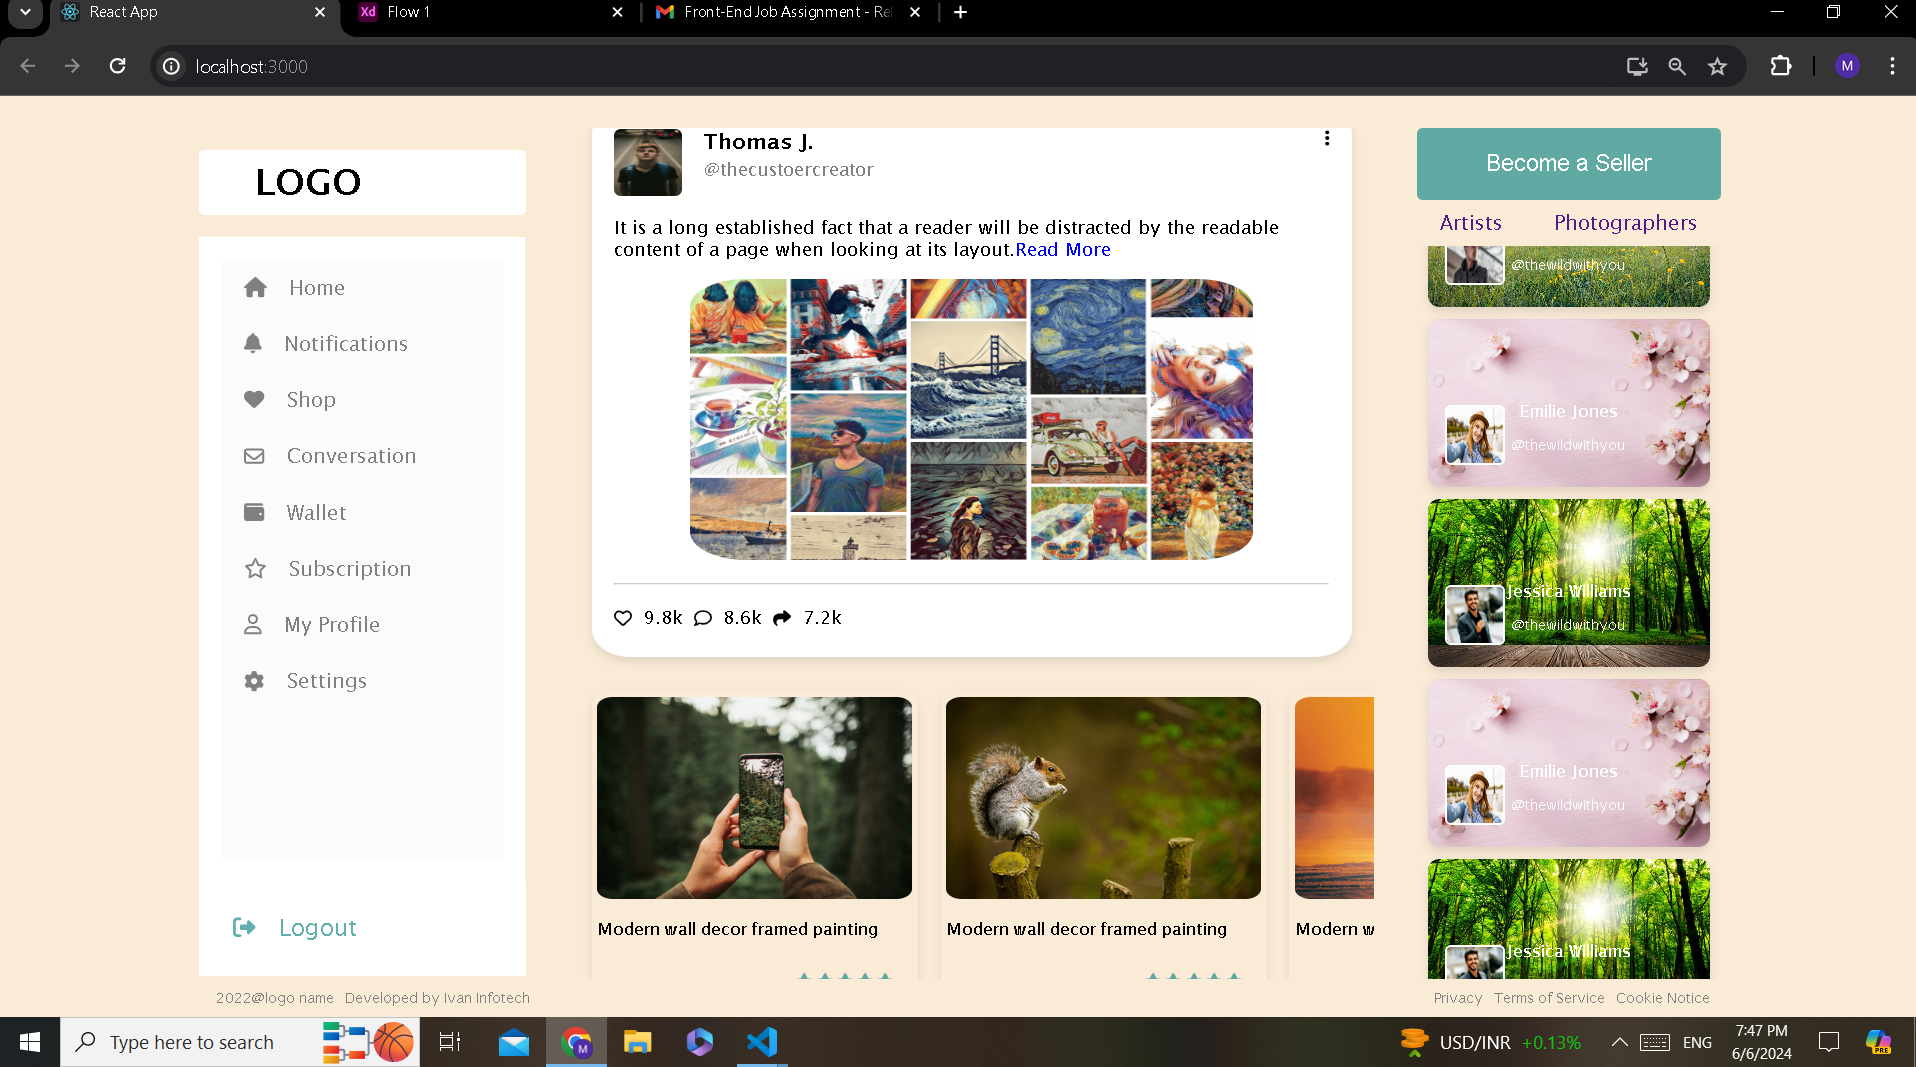 React App
Xd Flow 1
Front-End Job Assignment - Re
localhost:3000
M
LOGO
Home
Notifications
Shop
Conversation
Wallet
Subscription
My Profile
Settings
Logout
2022@logo name Developed by Ivan Infotech
Thomas J.
@thecustoercreator
It is a long established fact that a reader will be distracted by the readable
content of a page when looking at its layout.Read More
9.8k 8.6k 7.2k
Modern wall decor framed painting
Modern wall decor framed painting
Modern w
Become a Seller
Artists Photographers
@thewildwithyou
Emilie Jones
@thewildwithyou
Jessica Williams
@thewildwithyou
Emilie Jones
@thewildwithyou
Jessica Williams
Privacy Terms of Service Cookie Notice
Type here to search
M
USD/INR +0.13%
ENG
7:47 PM
6/6/2024
PRE